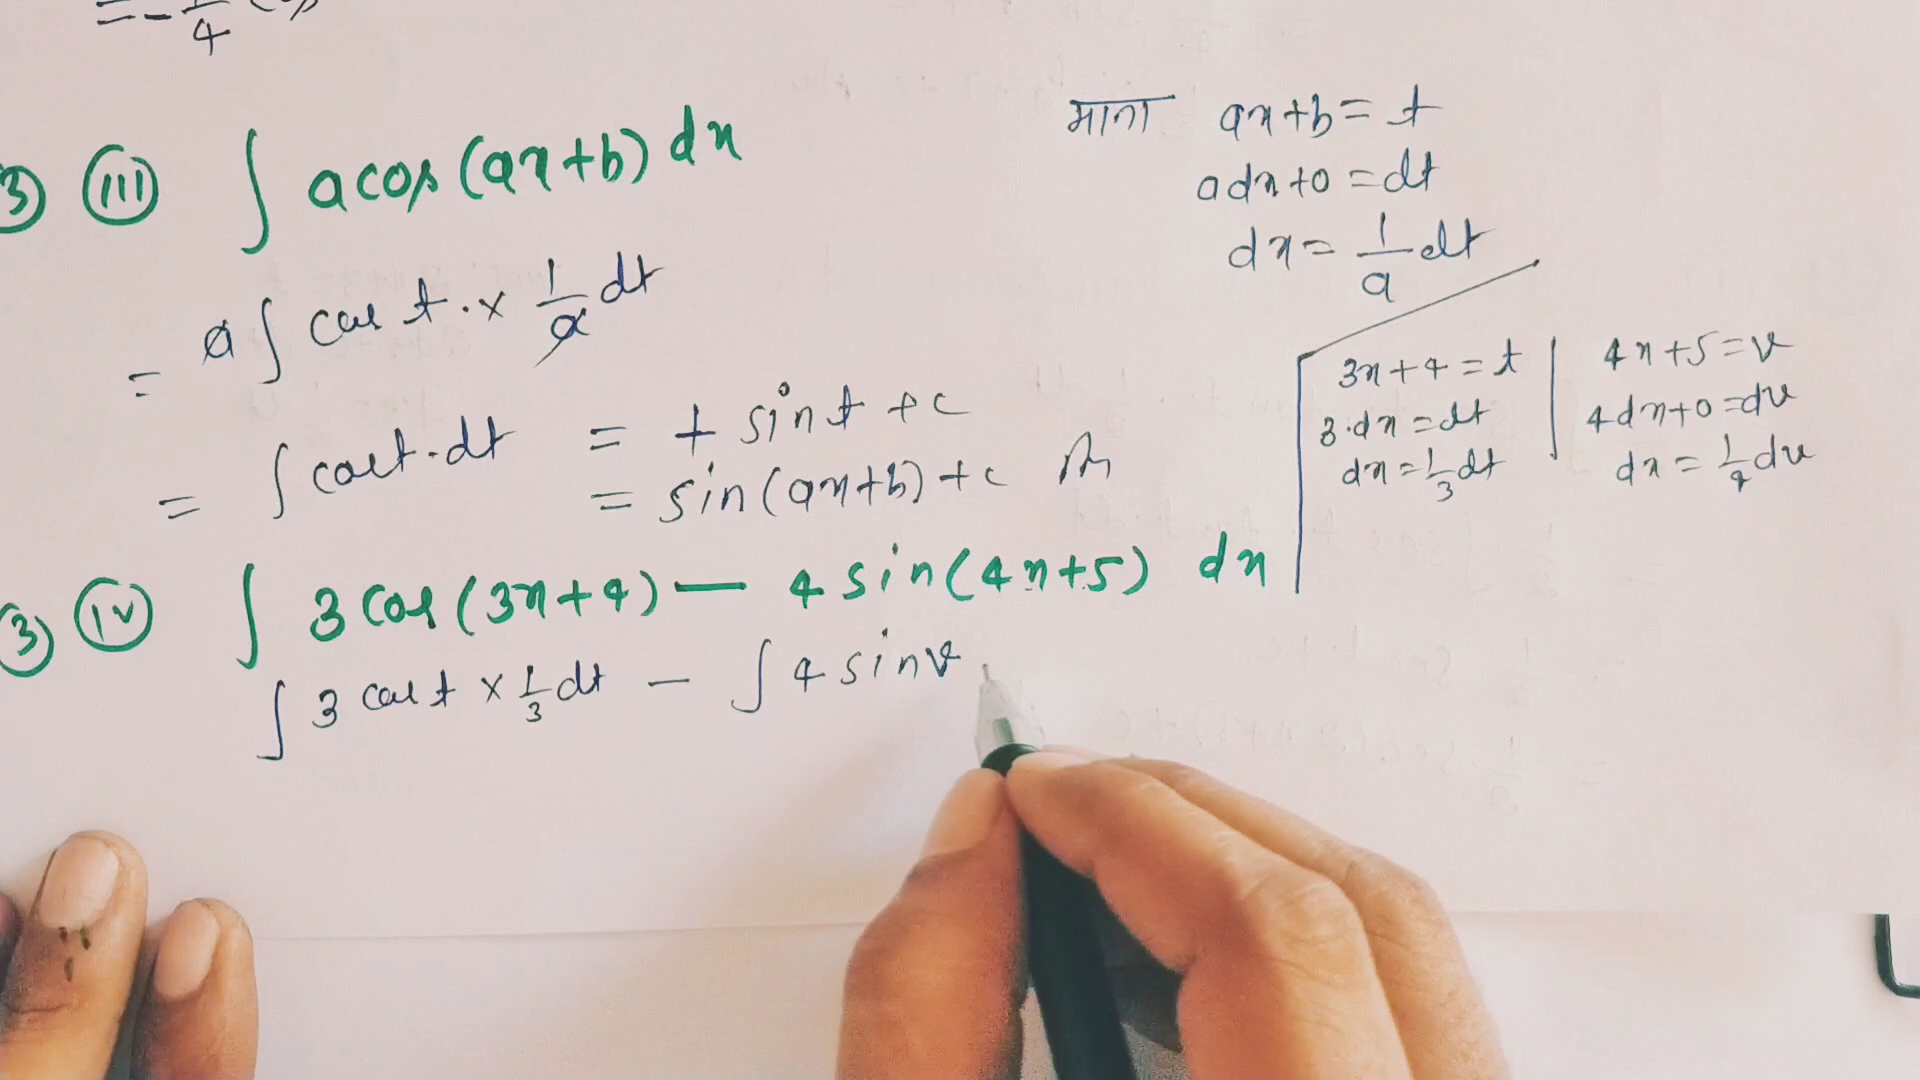 = - 1/4
3) (iii) ∫ a cos (ax+b) dx
= a ∫ cos t . x 1/a dt
= ∫ cos t . dt = + sin t + c
= sin (ax+b) + c
माना ax+b = t
adx+0 = dt
dx = 1/a dt
3) (iv) ∫ 3 cos (3x+4) — 4 sin (4x+5) dx
∫ 3 cos t x 1/3 dt — ∫ 4 sin v
3x+4 = t
3.dx = dt
dx = 1/3 dt
4x+5 = v
4dx+0 = dv
dx = 1/4 dv